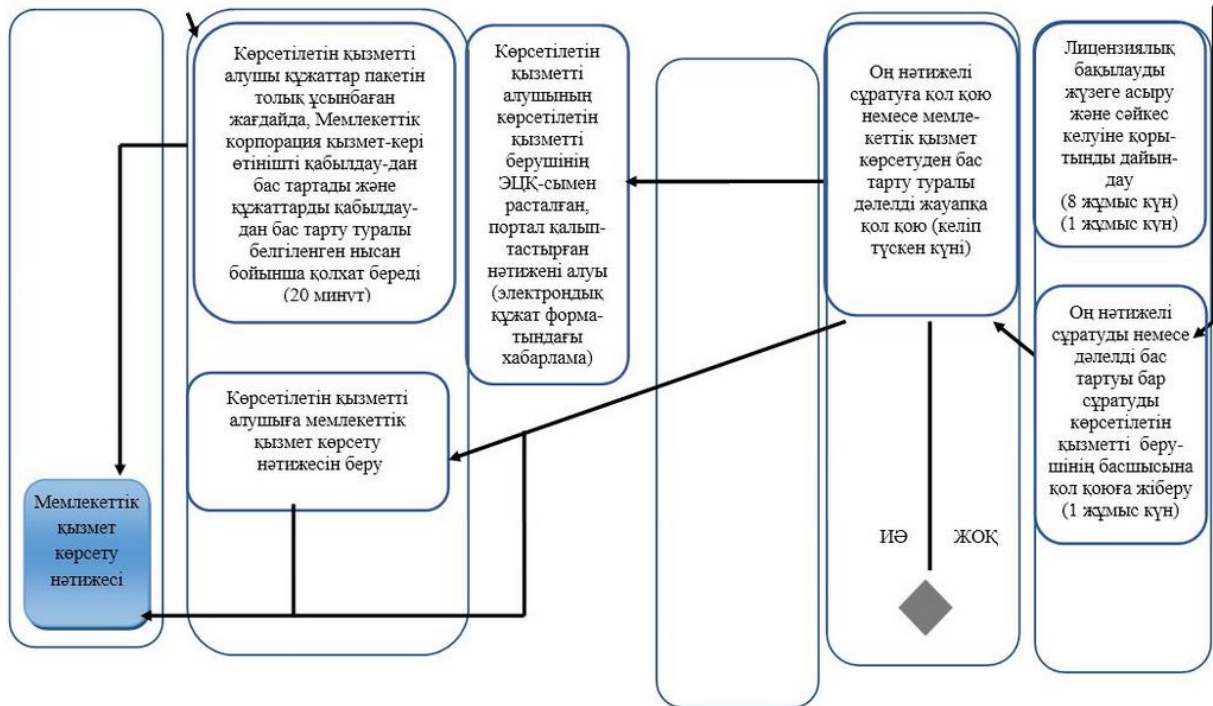 Көрсетілетін қызметті
алушы құжаттар пакетін
толық ұсынбаған
жағдайда, Мемлекеттік
корпорация қызмет-кері
өтінішті қабылдау-дан
бас тартады және
құжаттарды қабылдау-
дан бас тарту туралы
белгіленген нысан
бойынша қолхат береді
(20 минут)
Көрсетілетін
қызметті
алушының
көрсетілетін
қызметті
берушінің
ЭЦҚ-сымен
расталған,
портал қалып-
тастырған
нәтижені алуы
(электрондық
құжат форма-
тындағы
хабарлама)
Оң нәтижелі
сұратуға қол қою
немесе мемле-
кеттік қызмет
көрсетуден бас
тарту туралы
дәлелді жауапқа
қол қою (келіп
түскен күні)
Лицензиялық
бақылауды
жүзеге асыру
және сәйкес
келуіне қоры-
тынды дайын-
дау
(8 жұмыс күн)
(1 жұмыс күн)
Оң нәтижелі
сұратуды немесе
дәлелді бас
тартуы бар
сұратуды
көрсетілетін
қызметті беру-
шінің басшысына
қол қоюға жіберу
(1 жұмыс күн)
Көрсетілетін қызметті
алушыға мемлекеттік
қызмет көрсету
нәтижесін беру
Мемлекеттік
қызмет
көрсету
нәтижесі
ИӘ ЖОҚ